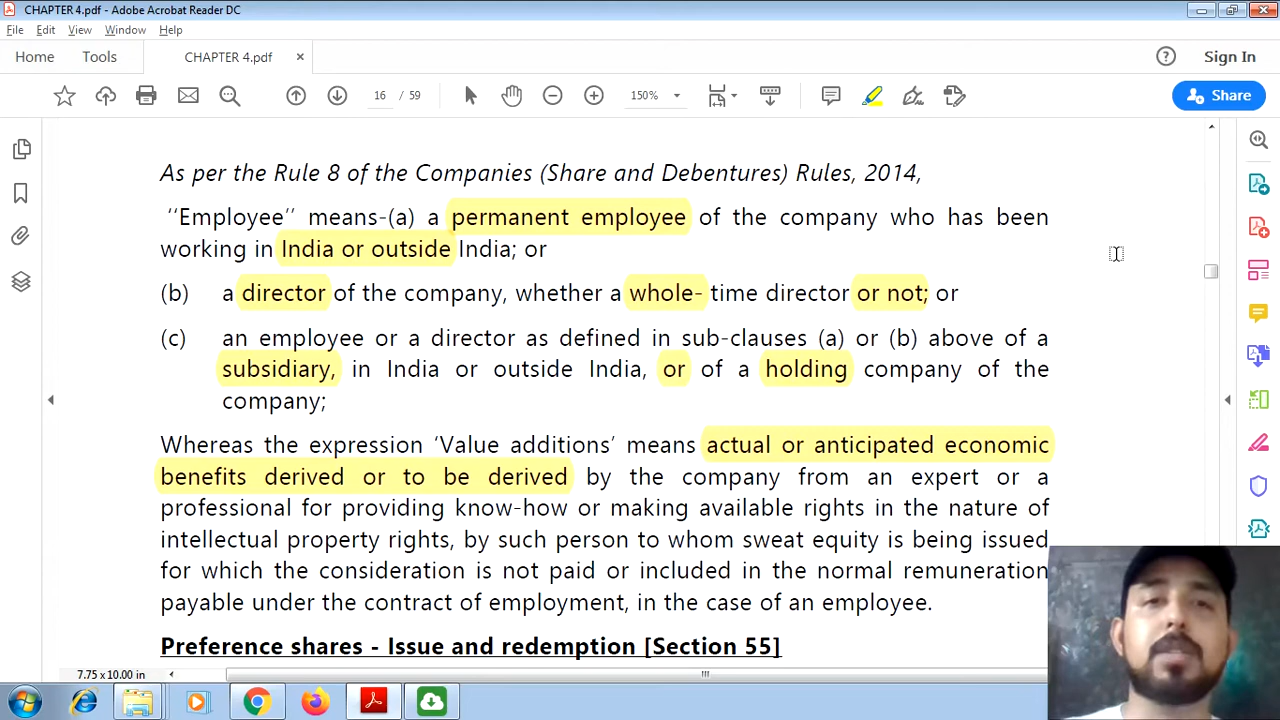 CHAPTER 4.pdf - Adobe Acrobat Reader DC
File Edit View Window Help
Home Tools CHAPTER 4.pdf × ? Sign In
16 / 59 150% Share
As per the Rule 8 of the Companies (Share and Debentures) Rules, 2014,
‘‘Employee’’ means-(a) a permanent employee of the company who has been
working in India or outside India; or
(b) a director of the company, whether a whole- time director or not; or
(c) an employee or a director as defined in sub-clauses (a) or (b) above of a
subsidiary, in India or outside India, or of a holding company of the
company;
Whereas the expression ‘Value additions’ means actual or anticipated economic
benefits derived or to be derived by the company from an expert or a
professional for providing know-how or making available rights in the nature of
intellectual property rights, by such person to whom sweat equity is being issued
for which the consideration is not paid or included in the normal remuneration
payable under the contract of employment, in the case of an employee.
Preference shares - Issue and redemption [Section 55]
7.75 x 10.00 in